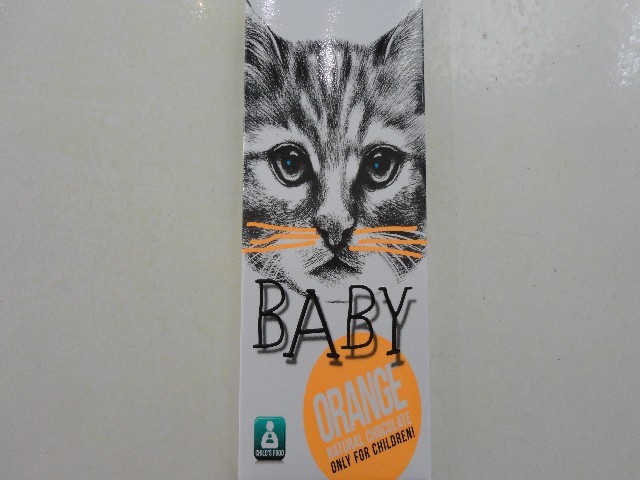 BABY
ORANGE
NATURAL CHOCOLATE
ONLY FOR CHILDREN!
CHILD'S FOOD